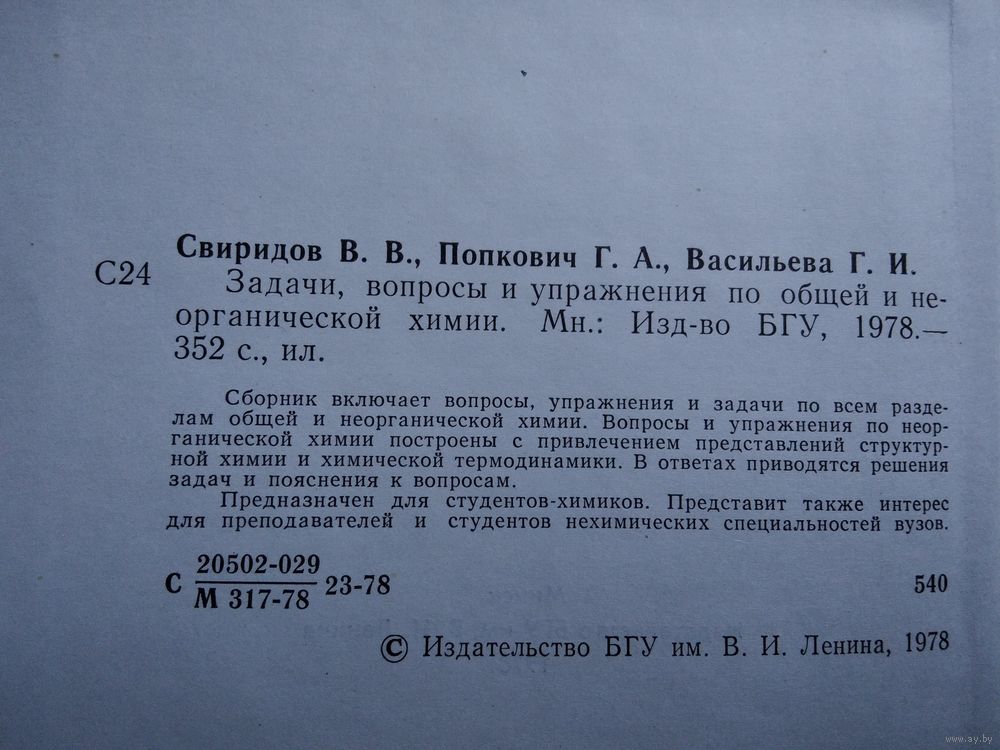 Свиридов В. В., Попкович Г. А., Васильева Г. И.
С24
Задачи, вопросы и упражнения по общей и не-
органической химии. Мн.: Изд-во БГУ, 1978.—
352 с., ил.
Сборник включает вопросы, упражнения и задачи по всем разде-
лам общей и неорганической химии. Вопросы и упражнения по неор-
ганической химии построены с привлечением представлений структур-
ной химии и химической термодинамики. В ответах приводятся решения
задач и пояснения к вопросам.
Предназначен для студентов-химиков. Представит также интерес
для преподавателей и студентов нехимических специальностей вузов.
С 20502-029 23-78 540
М 317-78
© Издательство БГУ им. В. И. Ленина, 1978
www.ay.by